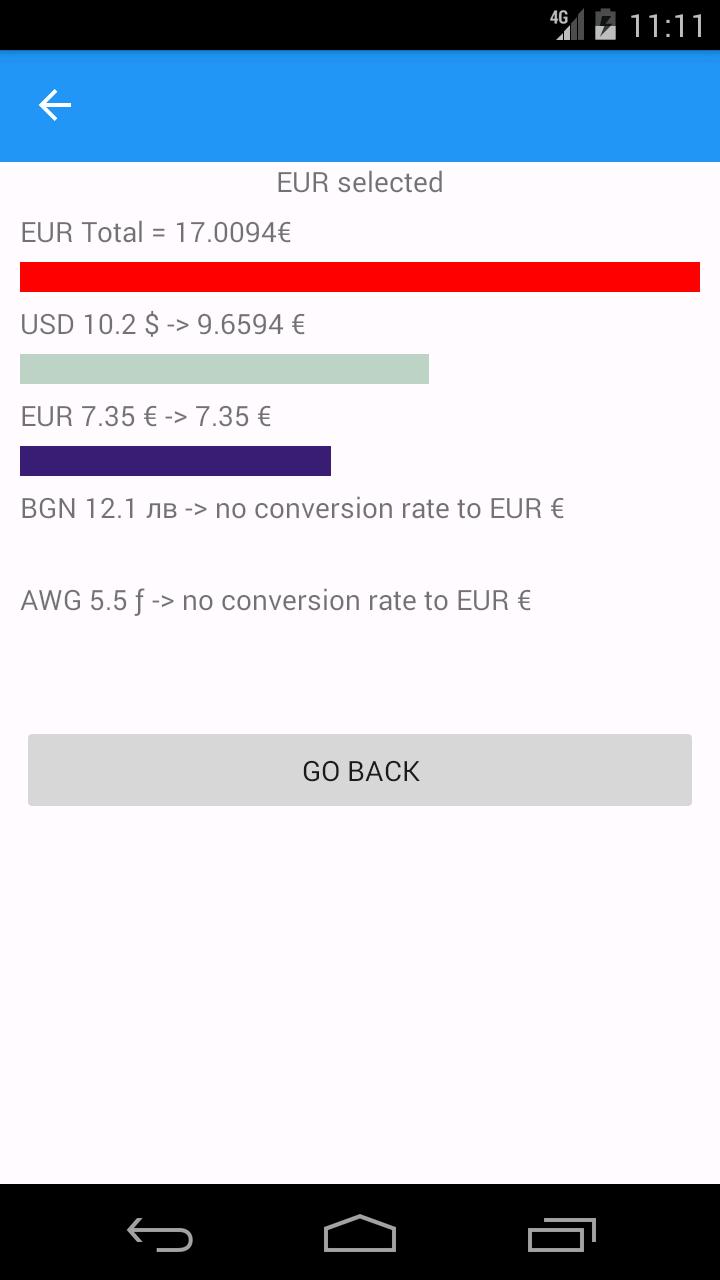 4G 11:11
EUR selected
EUR Total = 17.0094€
USD 10.2 $ -> 9.6594 €
EUR 7.35 € -> 7.35 €
BGN 12.1 лв -> no conversion rate to EUR €
AWG 5.5 ƒ -> no conversion rate to EUR €
GO BACK